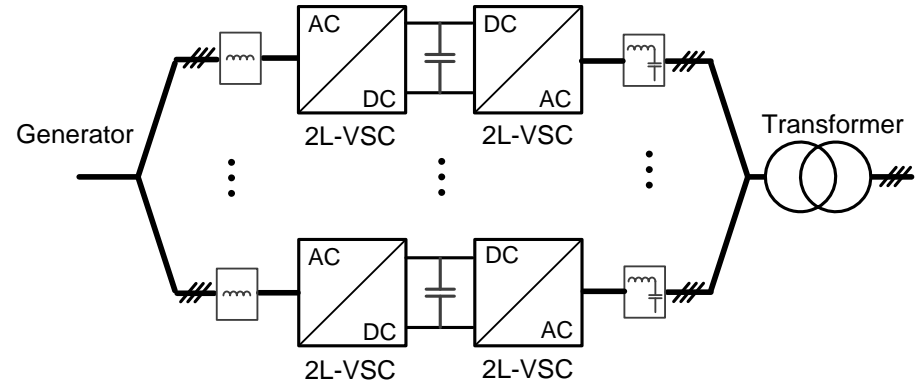 AC
DC
DC
AC
2L-VSC
2L-VSC
Generator
Transformer
AC
DC
DC
AC
2L-VSC
2L-VSC